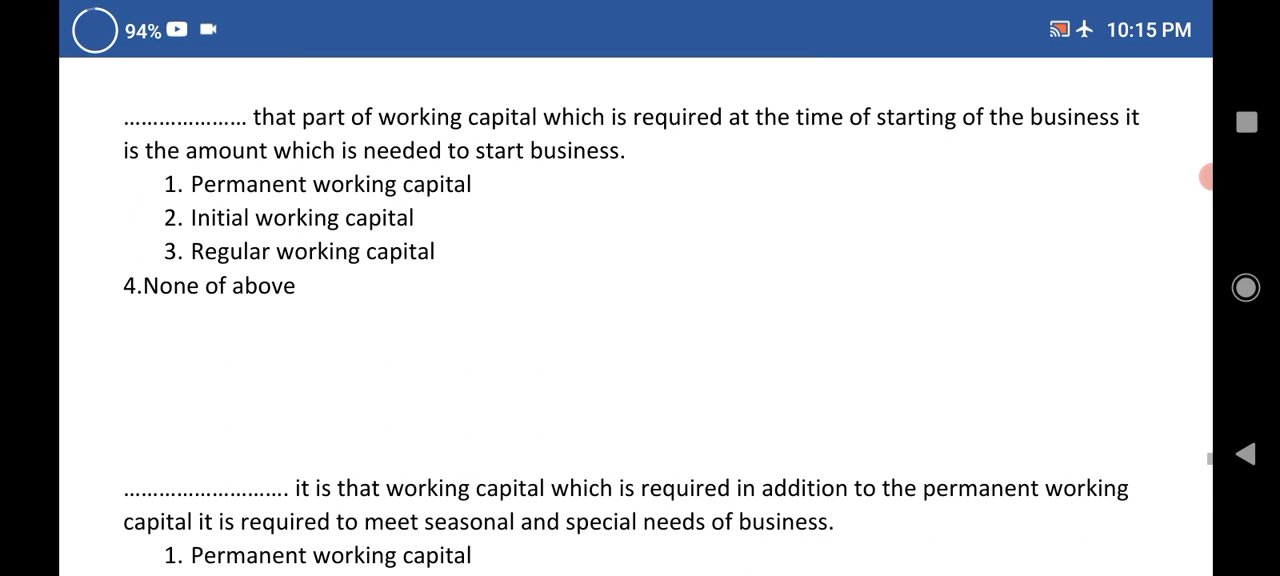 94%
10:15 PM
..................... that part of working capital which is required at the time of starting of the business it
is the amount which is needed to start business.
1. Permanent working capital
2. Initial working capital
3. Regular working capital
4.None of above
............................ it is that working capital which is required in addition to the permanent working
capital it is required to meet seasonal and special needs of business.
1. Permanent working capital